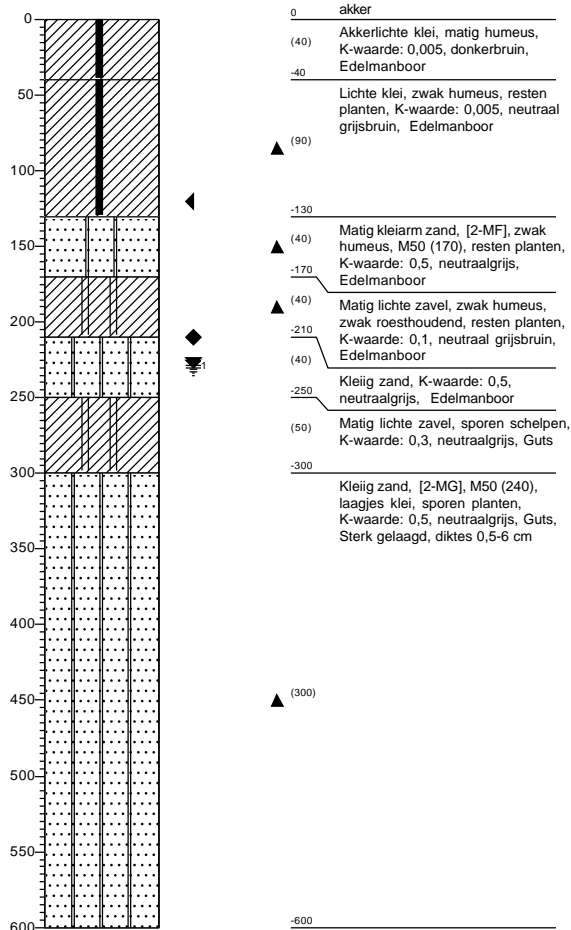 0
50
100
150
200
250
300
350
400
450
500
550
600
1
0
akker
(40)
Akkerlichte klei, matig humeus,
K-waarde: 0,005, donkerbruin,
Edelmanboor
-40
Lichte klei, zwak humeus, resten
planten, K-waarde: 0,005, neutraal
grijsbruin, Edelmanboor
(90)
-130
(40)
Matig kleiarm zand, [2-MF], zwak
humeus, M50 (170), resten planten,
K-waarde: 0,5, neutraalgrijs,
Edelmanboor
-170
(40)
Matig lichte zavel, zwak humeus,
zwak roesthoudend, resten planten,
K-waarde: 0,1, neutraal grijsbruin,
Edelmanboor
-210
(40)
Kleiig zand, K-waarde: 0,5,
neutraalgrijs, Edelmanboor
-250
(50)
Matig lichte zavel, sporen schelpen,
K-waarde: 0,3, neutraalgrijs, Guts
-300
Kleiig zand, [2-MG], M50 (240),
laagjes klei, sporen planten,
K-waarde: 0,5, neutraalgrijs, Guts,
Sterk gelaagd, diktes 0,5-6 cm
(300)
-600